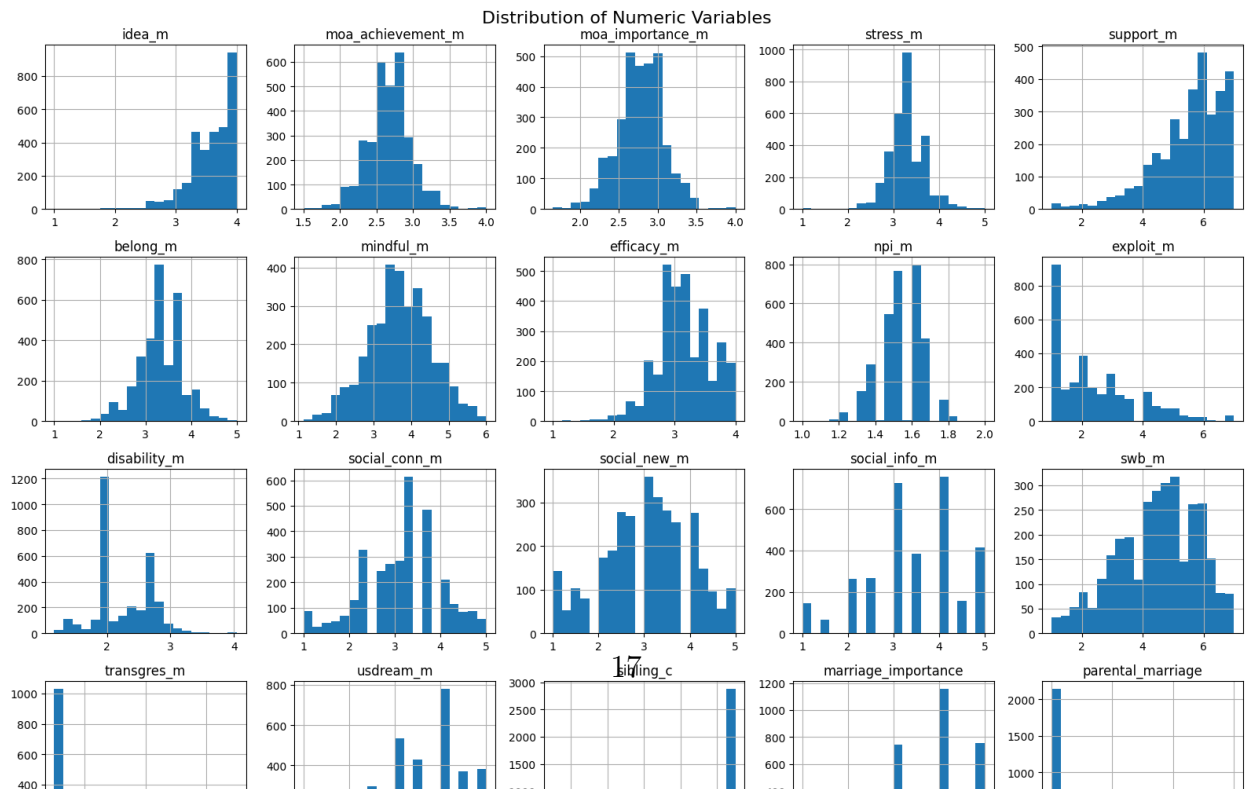 Distribution of Numeric Variables
idea_m
800
600
400
200
0
1 2 3 4
moa_achievement_m
600
500
400
300
200
100
0
1.5 2.0 2.5 3.0 3.5 4.0
moa_importance_m
500
400
300
200
100
0
2.0 2.5 3.0 3.5 4.0
stress_m
1000
800
600
400
200
0
1 2 3 4 5
support_m
500
400
300
200
100
0
2 4 6
belong_m
800
600
400
200
0
1 2 3 4 5
mindful_m
400
300
200
100
0
1 2 3 4 5 6
efficacy_m
500
400
300
200
100
0
1 2 3 4
npi_m
800
600
400
200
0
1.0 1.2 1.4 1.6 1.8 2.0
exploit_m
800
600
400
200
0
2 4 6
disability_m
1200
1000
800
600
400
200
0
2 3 4
social_conn_m
600
500
400
300
200
100
0
1 2 3 4 5
social_new_m
300
200
100
0
1 2 3 4 5
social_info_m
600
400
200
0
1 2 3 4 5
swb_m
300
250
200
150
100
50
0
2 4 6
17
transgres_m
1000
800
600
400
usdream_m
800
600
400
sibling_c
3000
2500
2000
1500
marriage_importance
1200
1000
800
600
parental_marriage
2000
1500
1000